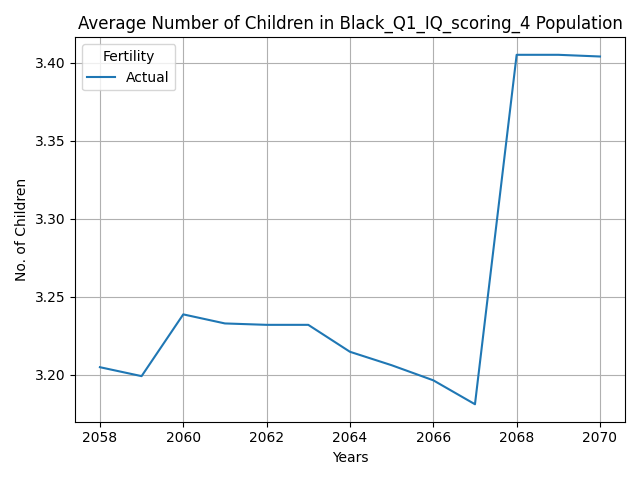 Average Number of Children in Black_Q1_IQ_scoring_4 Population
Fertility
Actual
3.40
3.35
3.30
3.25
3.20
No. of Children
2058 2060 2062 2064 2066 2068 2070
Years